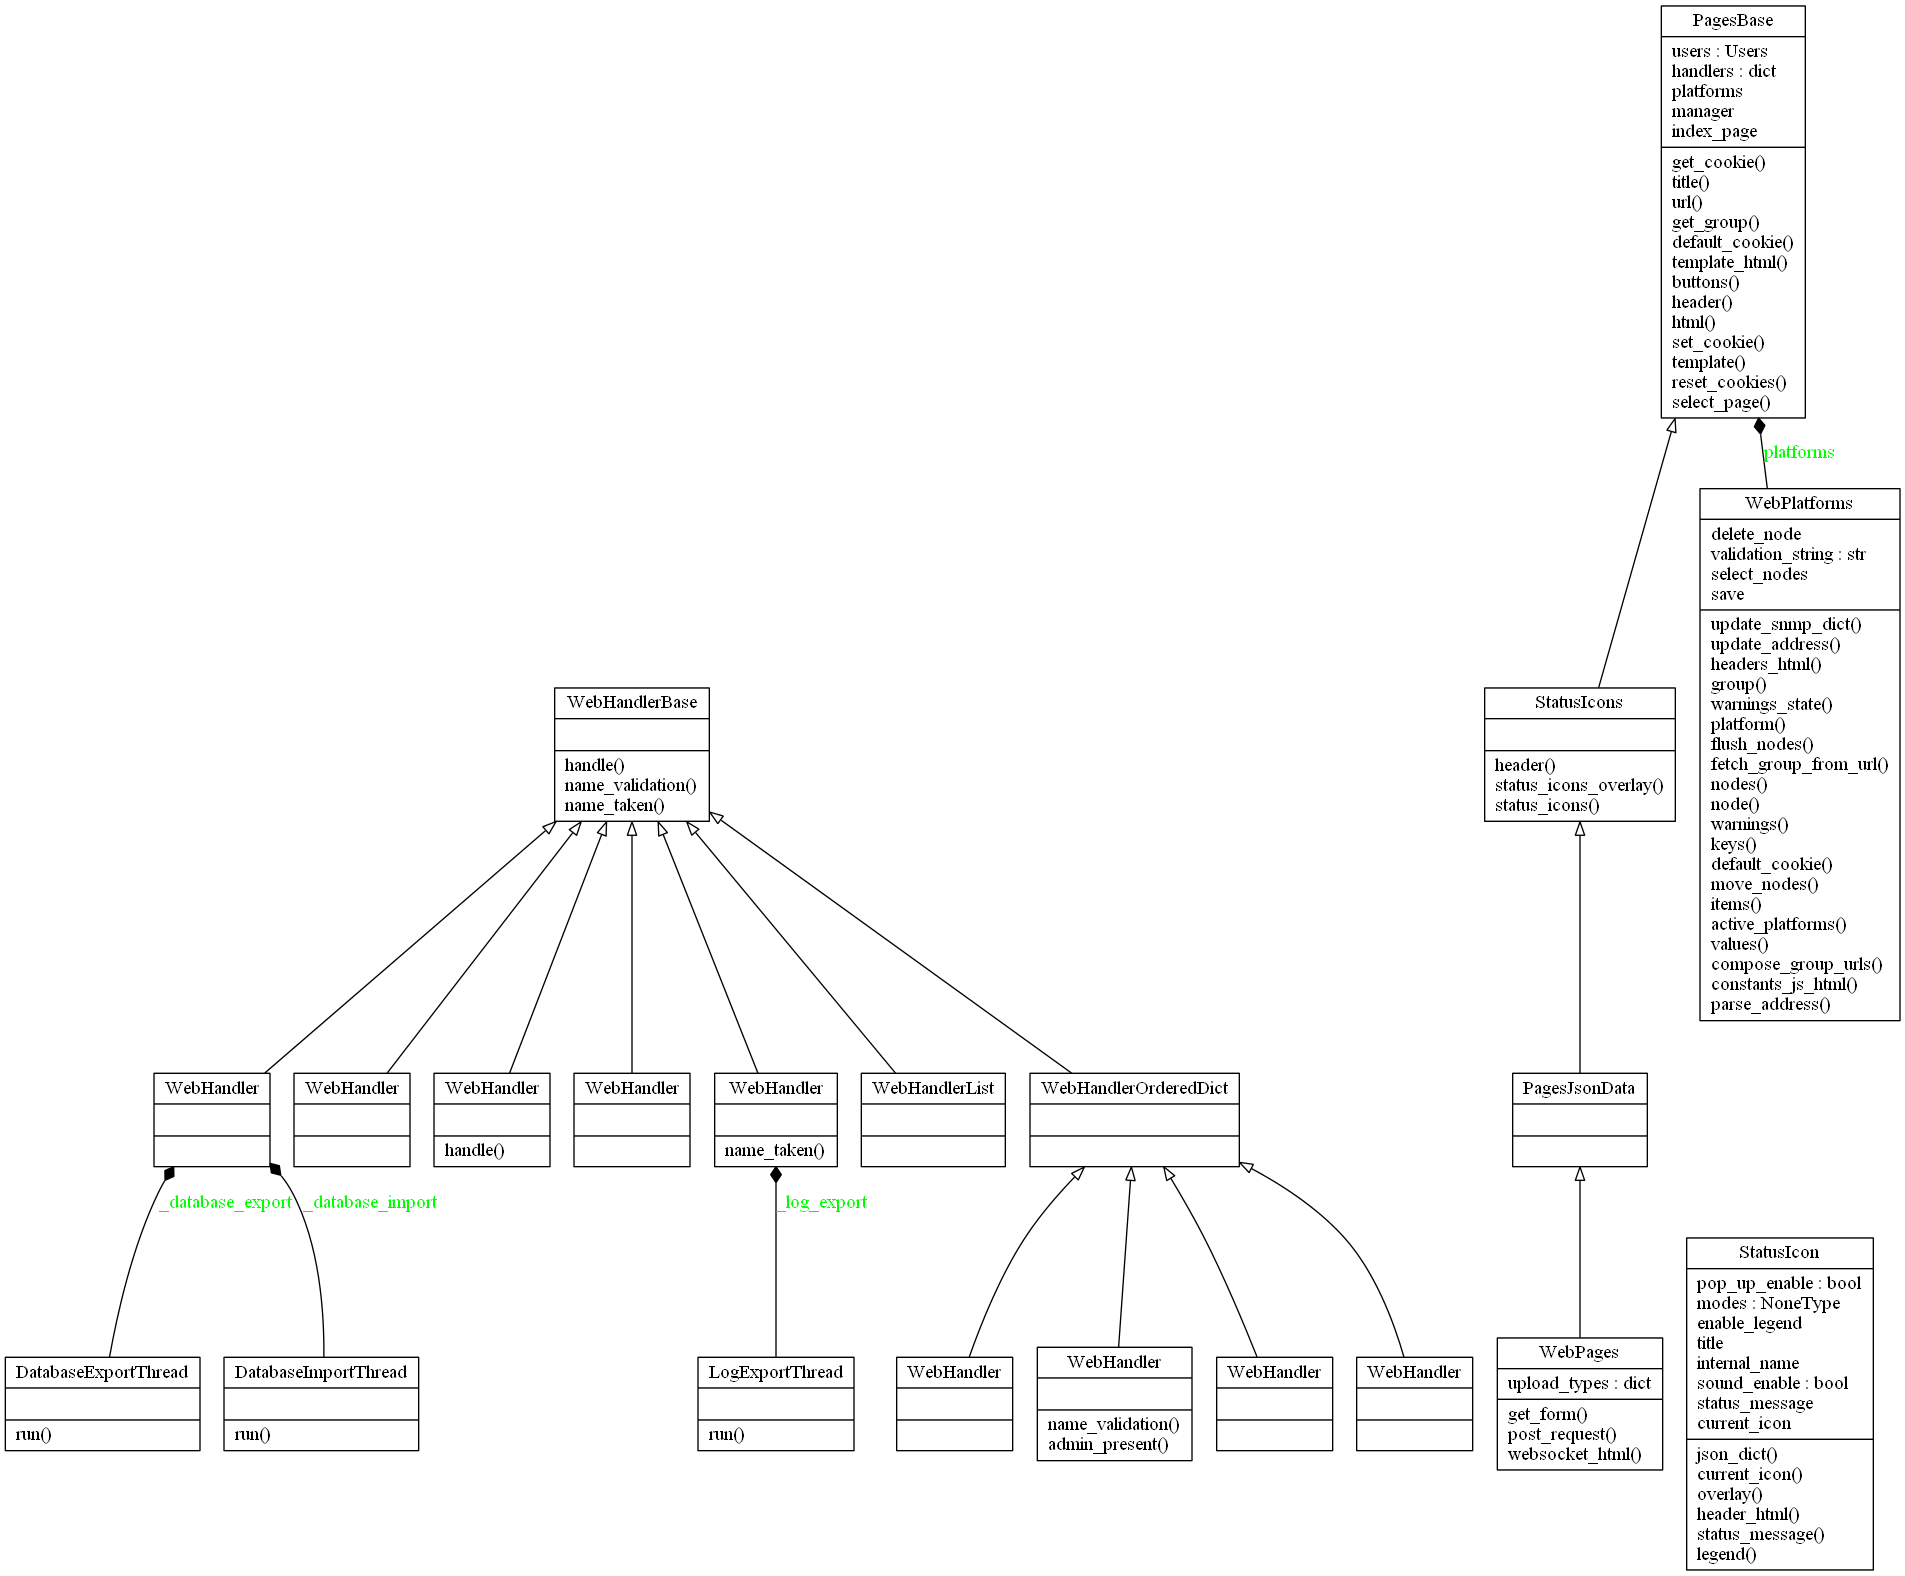 PagesBase
users : Users
handlers : dict
platforms
manager
index_page
get_cookie()
title()
url()
get_group()
default_cookie()
template_html()
buttons()
header()
html()
set_cookie()
template()
reset_cookies()
select_page()
platforms
WebPlatforms
delete_node
validation_string : str
select_nodes
save
update_snmp_dict()
update_address()
headers_html()
group()
warnings_state()
platform()
flush_nodes()
fetch_group_from_url()
nodes()
node()
warnings()
keys()
default_cookie()
move_nodes()
items()
active_platforms()
values()
compose_group_urls()
constants_js_html()
parse_address()
WebHandlerBase
handle()
name_validation()
name_taken()
StatusIcons
header()
status_icons_overlay()
status_icons()
WebHandler
WebHandler
WebHandler
handle()
WebHandler
WebHandler
name_taken()
WebHandlerList
WebHandlerOrderedDict
PagesJsonData
_database_export
_database_import
_log_export
DatabaseExportThread
run()
DatabaseImportThread
run()
LogExportThread
run()
WebHandler
WebHandler
name_validation()
admin_present()
WebHandler
WebHandler
WebPages
upload_types : dict
get_form()
post_request()
websocket_html()
StatusIcon
pop_up_enable : bool
modes : NoneType
enable_legend
title
internal_name
sound_enable : bool
status_message
current_icon
json_dict()
current_icon()
overlay()
header_html()
status_message()
legend()